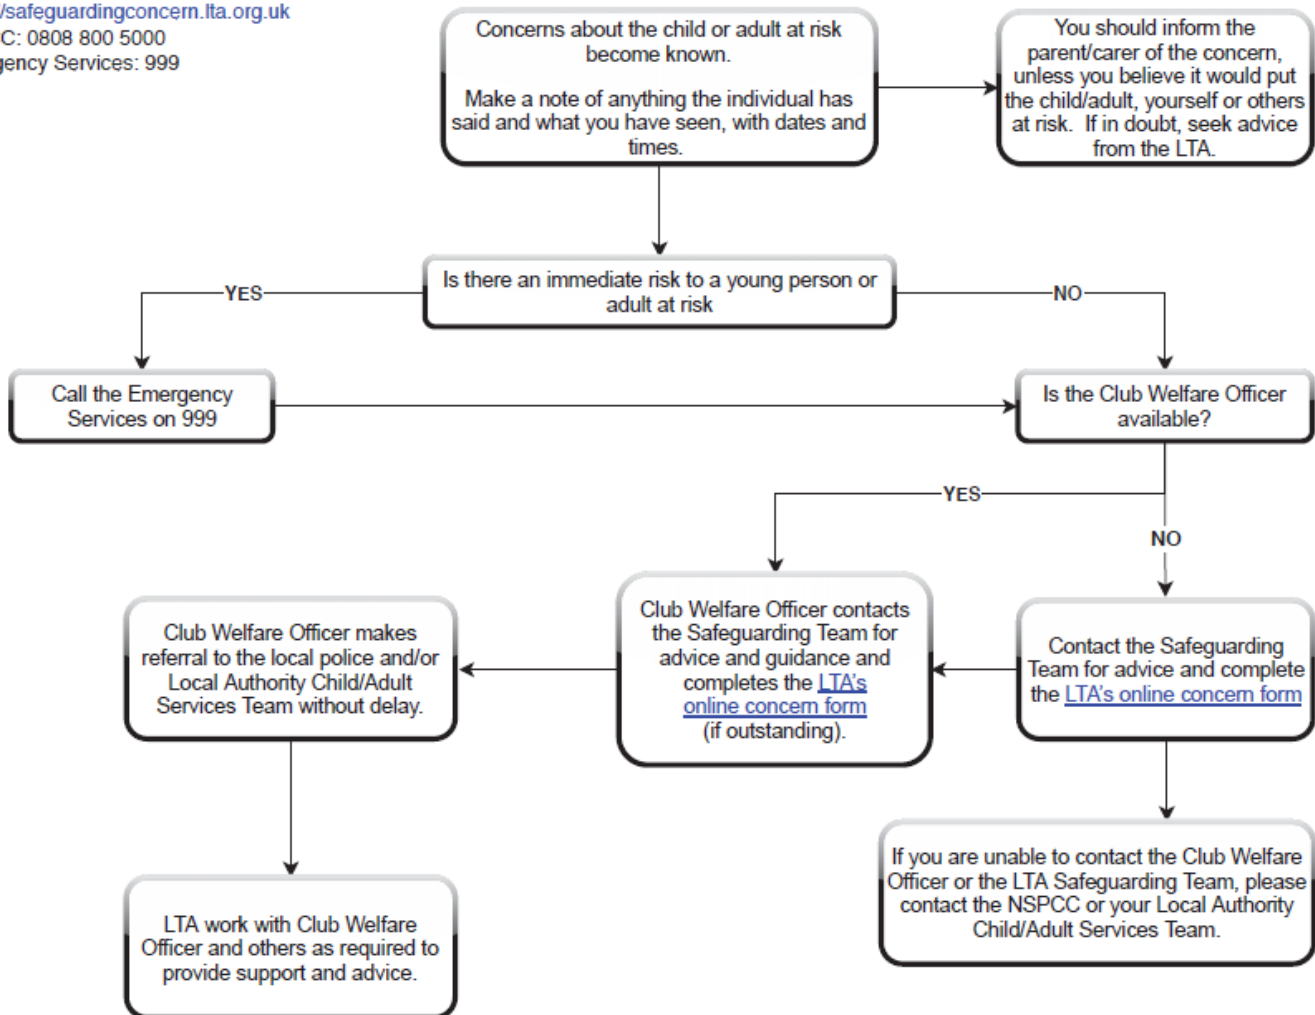 /safeguardingconcern.lta.org.uk
C: 0808 800 5000
gency Services: 999
Concerns about the child or adult at risk
become known.
Make a note of anything the individual has
said and what you have seen, with dates and
times.
You should inform the
parent/carer of the concern,
unless you believe it would put
the child/adult, yourself or others
at risk. If in doubt, seek advice
from the LTA.
Is there an immediate risk to a young person or
adult at risk
YES
NO
Call the Emergency
Services on 999
Is the Club Welfare Officer
available?
YES
NO
Club Welfare Officer makes
referral to the local police and/or
Local Authority Child/Adult
Services Team without delay.
Club Welfare Officer contacts
the Safeguarding Team for
advice and guidance and
completes the LTA's
online concern form
(if outstanding).
Contact the Safeguarding
Team for advice and complete
the LTA's online concern form
If you are unable to contact the Club Welfare
Officer or the LTA Safeguarding Team, please
contact the NSPCC or your Local Authority
Child/Adult Services Team.
LTA work with Club Welfare
Officer and others as required to
provide support and advice.